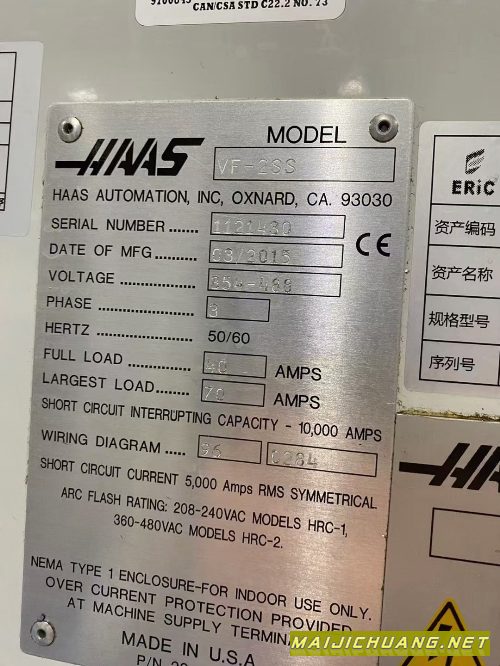 CAN/CSA STD C22.2 NO. 73
HAAS
MODEL VF-2SS
HAAS AUTOMATION, INC, OXNARD, CA. 93030
SERIAL NUMBER ........ 1121430
DATE OF MFG ..... 03/2015
CE
VOLTAGE ................. 354-488
PHASE ........... 3
HERTZ 50/60
FULL LOAD ........ 40 AMPS
LARGEST LOAD ..... 70 AMPS
SHORT CIRCUIT INTERRUPTING CAPACITY - 10,000 AMPS
WIRING DIAGRAM ..... 96 0284
SHORT CIRCUIT CURRENT 5,000 Amps RMS SYMMETRICAL
ARC FLASH RATING: 208-240VAC MODELS HRC-1,
360-480VAC MODELS HRC-2.
NEMA TYPE 1 ENCLOSURE-FOR INDOOR USE ONLY.
OVER CURRENT PROTECTION PROVIDED
AT MACHINE SUPPLY TERMINAL
MADE IN U.S.A
P/N
ERIC
资产编码
资产名称
规格型号
序列号
MAIJICHUANG.NET